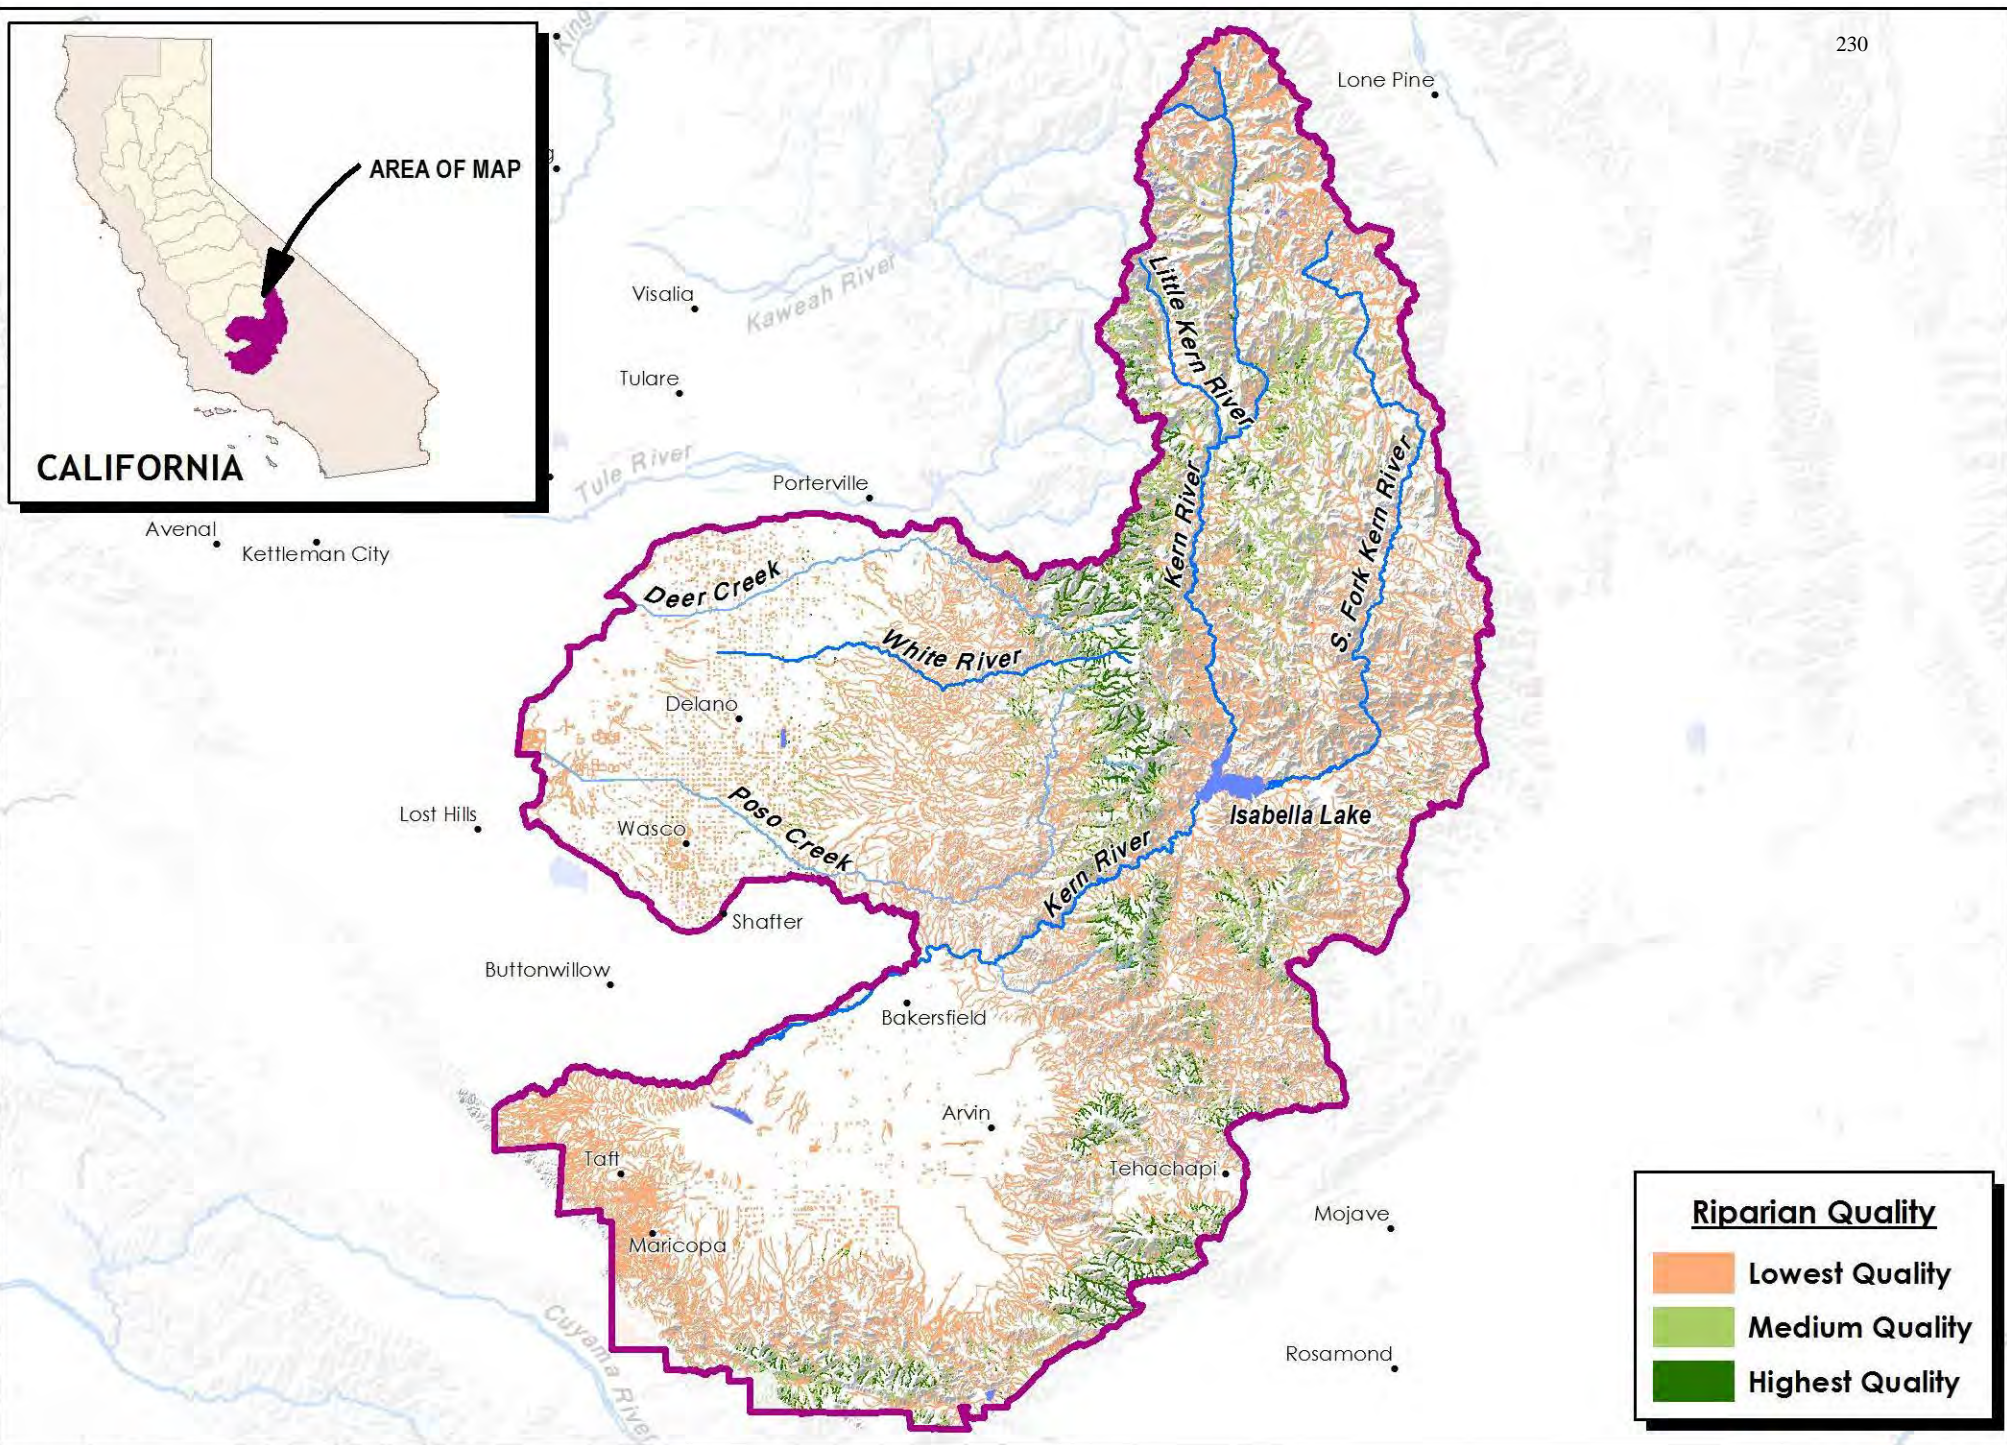 230
Lone Pine
King
g
AREA OF MAP
CALIFORNIA
Visalia
Kaweah River
Little Kern River
Tulare
Tule River
Porterville
Kern River
S. Fork Kern River
Avenal
Kettleman City
Deer Creek
White River
Delano
Lost Hills
Wasco
Poso Creek
Isabella Lake
Kern River
Shafter
Buttonwillow
Bakersfield
Arvin
Taft
Tehachapi
Maricopa
Mojave
Cuyama River
Rosamond
Riparian Quality
Lowest Quality
Medium Quality
Highest Quality